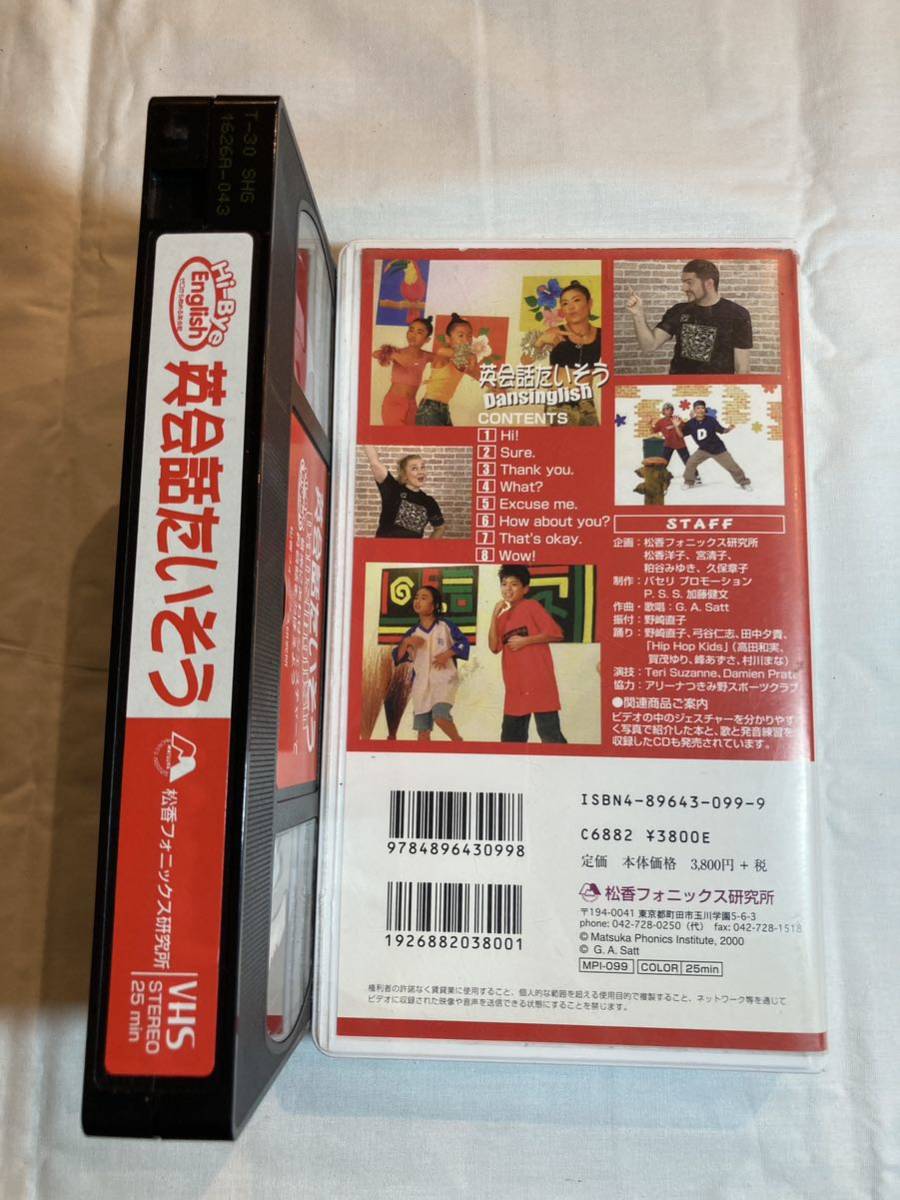 T-30 SHG
1626A-043
Hi-Bye
English
英会話たいそう
松香フォニックス研究所
VHS
STEREO
25 min
英会話たいそう
Dansinglish
CONTENTS
1 Hi!
2 Sure.
3 Thank you.
4 What?
5 Excuse me.
6 How about you?
7 That's okay.
8 Wow!
STAFF
企画:松香フォニックス研究所
松香洋子、宮清子、
粕谷みゆき、久保章子
制作:パセリ プロモーション
P. S. S. 加藤健文
作曲・歌唱:G. A. Satt
振付:野崎直子
踊り:野崎直子、弓谷仁志、田中夕貴、
「Hip Hop Kids」(高田和実、
賀茂ゆり、峰あずさ、村川まな)
演技:Teri Suzanne, Damien Prat
協力:アリーナつきみ野スポーツクラブ
●関連商品ご案内
ビデオの中のジェスチャーを分かりやす
く写真で紹介した本と、歌と発音練習を
収録したCDも発売されています。
9784896430998
1926882038001
ISBN4-89643-099-9
C6882 ¥3800E
定価 本体価格 3,800円+税
松香フォニックス研究所
〒194-0041 東京都町田市玉川学園5-6-3
phone: 042-728-0250(代) fax: 042-728-1518
© Matsuka Phonics Institute, 2000
© G. A. Satt
MPI-099 COLOR 25min
権利者の許諾なく賃貸業に使用すること、個人的な範囲を超える使用目的で複製すること、ネットワーク等を通じて
ビデオに収録された映像や音声を送信できる状態にすることを禁じます。